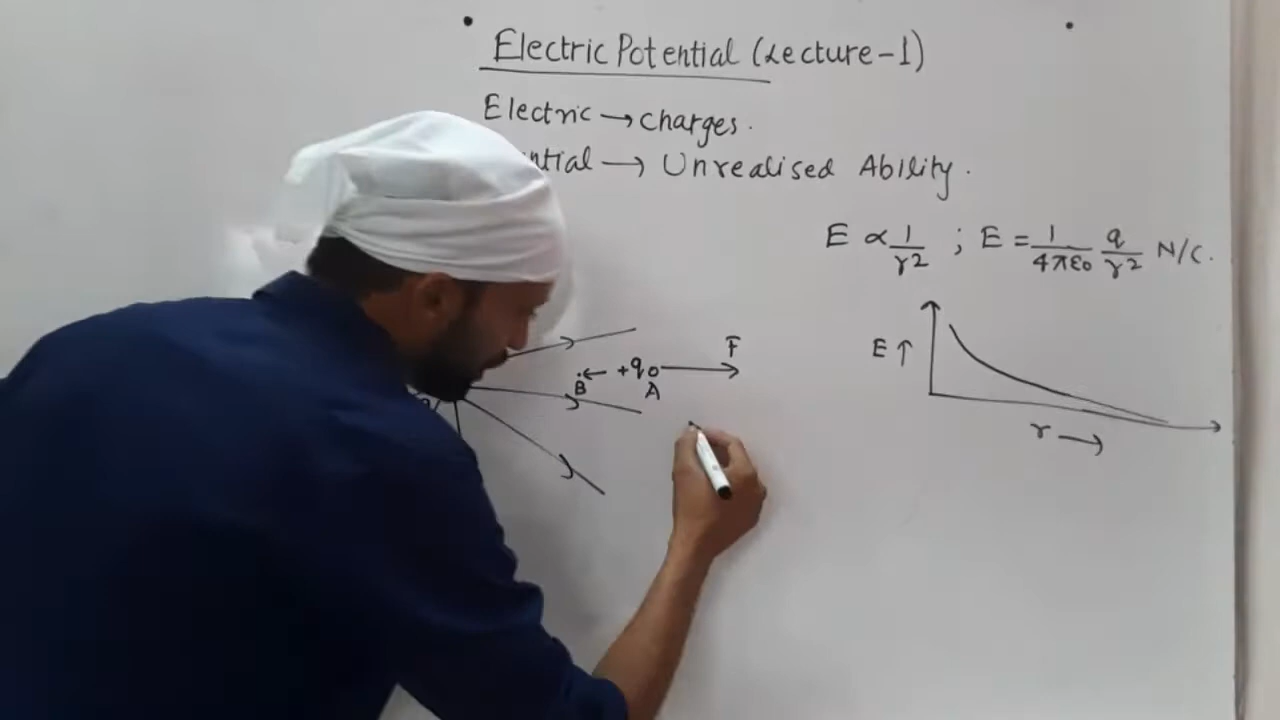 Electric Potential (Lecture-1)
Electric → charges.
ntial → Unrealised Ability.
E ∝ 1/r² ; E = 1/4πε₀ q/r² N/C.
E ↑
r →
F
B ← +q₀ →
A